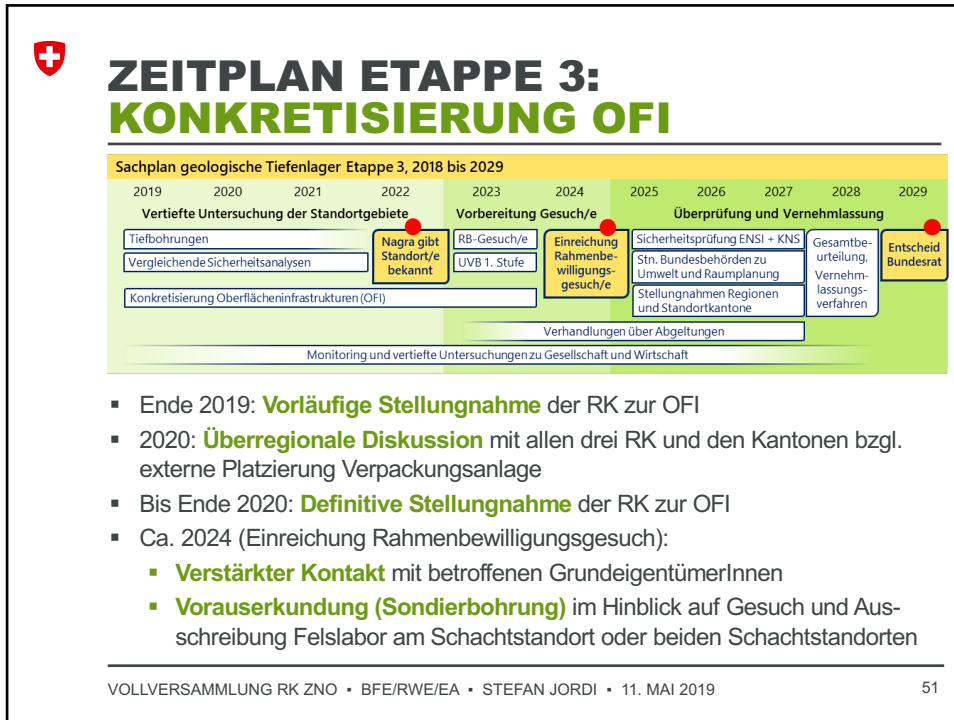 ZEITPLAN ETAPPE 3:
KONKRETISIERUNG OFI
Sachplan geologische Tiefenlager Etappe 3, 2018 bis 2029
2019 2020 2021 2022 2023 2024 2025 2026 2027 2028 2029
Vertiefte Untersuchung der Standortgebiete Vorbereitung Gesuch/e Überprüfung und Vernehmlassung
Tiefbohrungen
Vergleichende Sicherheitsanalysen
Konkretisierung Oberflächeninfrastrukturen (OFI)
Nagra gibt
Standort/e
bekannt
RB-Gesuch/e
UVB 1. Stufe
Einreichung
Rahmenbe-
willigungs-
gesuch/e
Sicherheitsprüfung ENSI + KNS
Stn. Bundesbehörden zu
Umwelt und Raumplanung
Stellungnahmen Regionen
und Standortkantone
Gesamtbe-
urteilung,
Vernehm-
lassungs-
verfahren
Entscheid
Bundesrat
Verhandlungen über Abgeltungen
Monitoring und vertiefte Untersuchungen zu Gesellschaft und Wirtschaft
▪ Ende 2019: Vorläufige Stellungnahme der RK zur OFI
▪ 2020: Überregionale Diskussion mit allen drei RK und den Kantonen bzgl.
externe Platzierung Verpackungsanlage
▪ Bis Ende 2020: Definitive Stellungnahme der RK zur OFI
▪ Ca. 2024 (Einreichung Rahmenbewilligungsgesuch):
▪ Verstärkter Kontakt mit betroffenen GrundeigentümerInnen
▪ Vorauserkundung (Sondierbohrung) im Hinblick auf Gesuch und Aus-
schreibung Felslabor am Schachtstandort oder beiden Schachtstandorten
VOLLVERSAMMLUNG RK ZNO ▪ BFE/RWE/EA ▪ STEFAN JORDI ▪ 11. MAI 2019 51